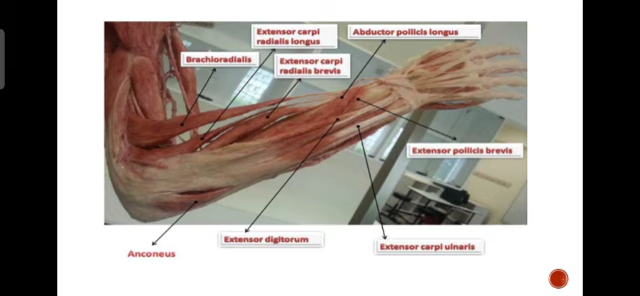 Extensor carpi
radialis longus
Abductor pollicis longus
Brachioradialis
Extensor carpi
radialis brevis
Extensor pollicis brevis
Extensor digitorum
Extensor carpi ulnaris
Anconeus